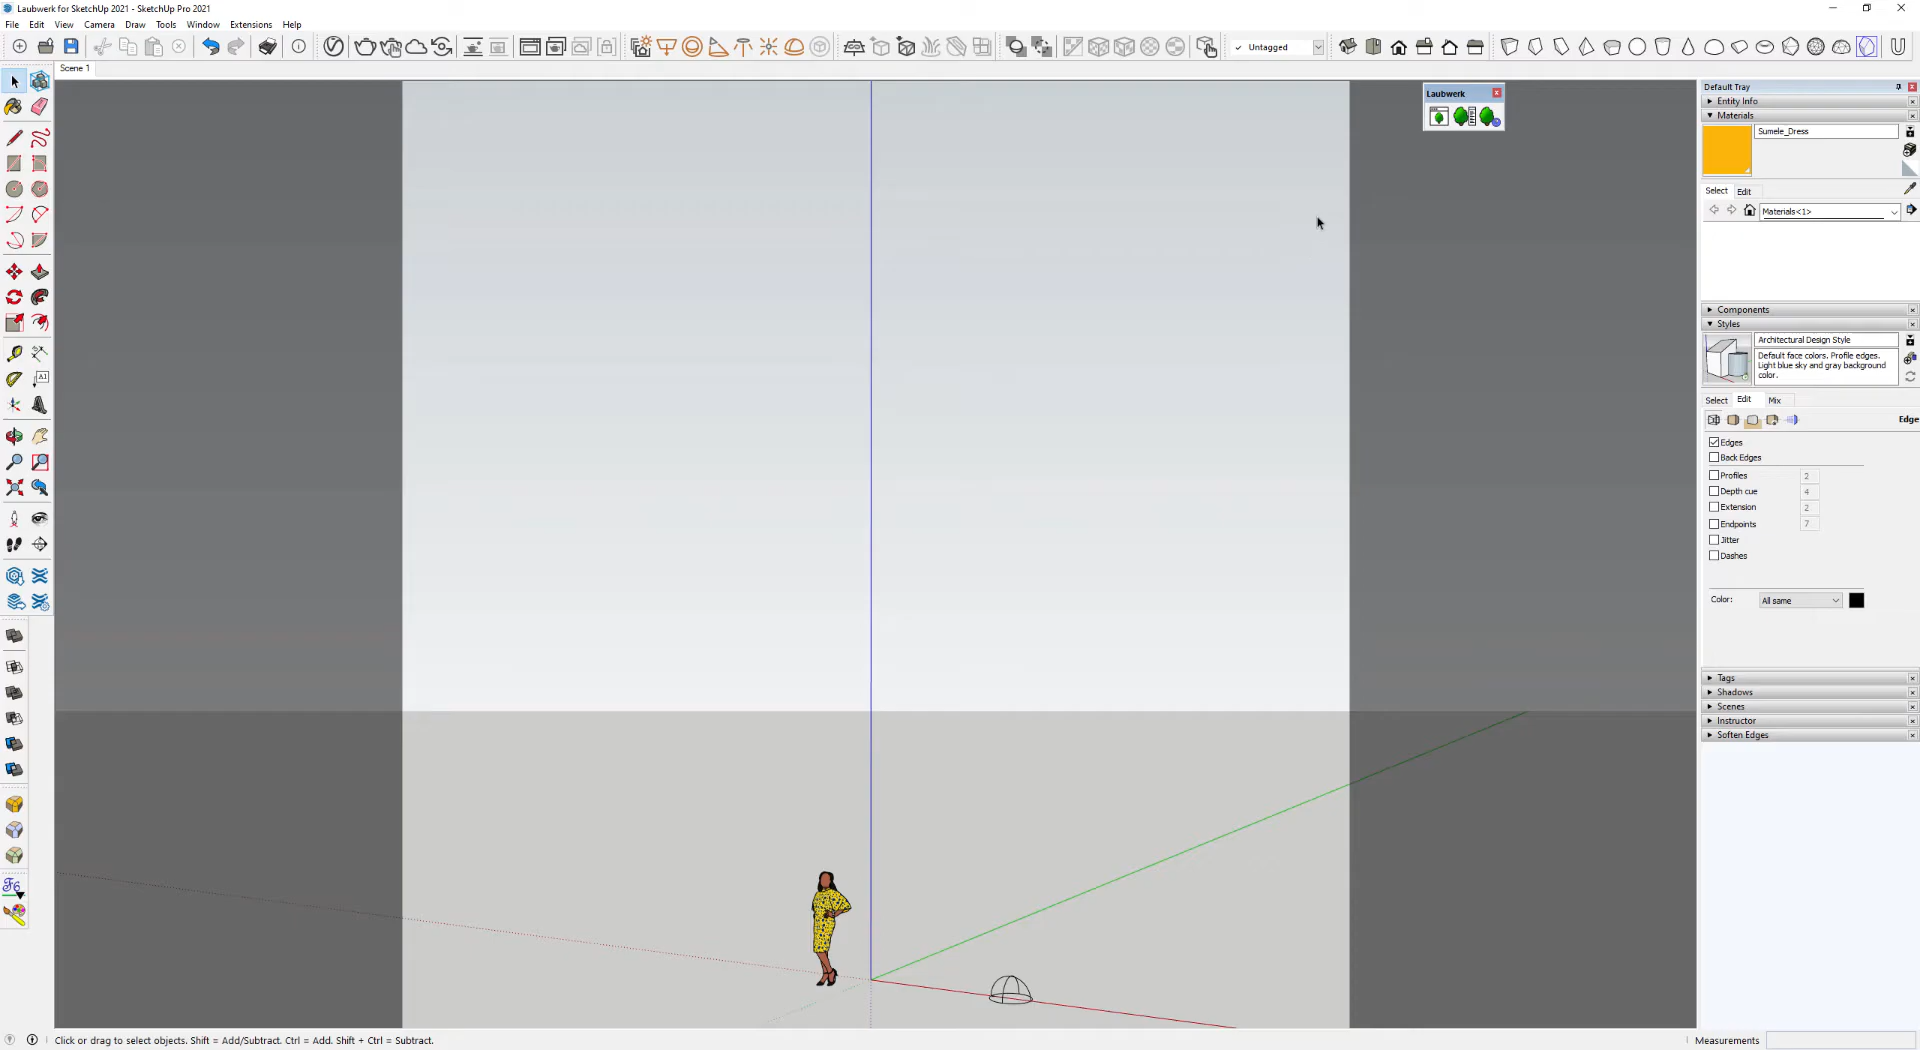 Laubwerk for SketchUp 2021 - SketchUp Pro 2021
File Edit View Camera Draw Tools Window Extensions Help
Untagged
Scene 1
Laubwerk
Default Tray
Entity Info
Materials
Sumele_Dress
Select Edit
Materials<1>
Components
Styles
Architectural Design Style
Default face colors. Profile edges.
Light blue sky and gray background
color.
Select Edit Mix
Edge
Edges
Back Edges
Profiles 2
Depth cue 4
Extension 2
Endpoints 7
Jitter
Dashes
Color: All same
Tags
Shadows
Scenes
Instructor
Soften Edges
Click or drag to select objects. Shift = Add/Subtract. Ctrl = Add. Shift + Ctrl = Subtract.
Measurements